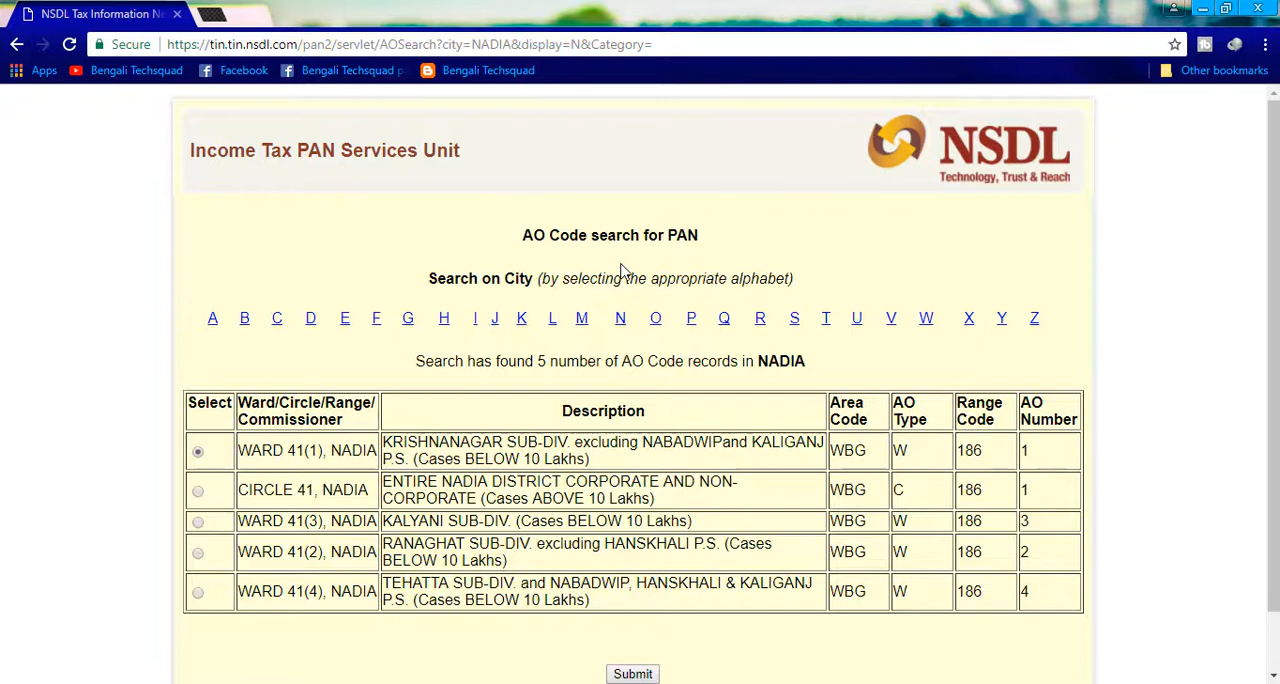 NSDL Tax Information Ne
Secure https://tin.tin.nsdl.com/pan2/servlet/AOSearch?city=NADIA&display=N&Category=
Apps Bengali Techsquad Facebook Bengali Techsquad p Bengali Techsquad Other bookmarks
Income Tax PAN Services Unit
NSDL
Technology, Trust & Reach
AO Code search for PAN
Search on City (by selecting the appropriate alphabet)
A B C D E F G H I J K L M N O P Q R S T U V W X Y Z
Search has found 5 number of AO Code records in NADIA
Select Ward/Circle/Range/ Description Area AO Range AO
Commissioner Code Type Code Number
WARD 41(1), NADIA KRISHNANAGAR SUB-DIV. excluding NABADWIPand KALIGANJ WBG W 186 1
P.S. (Cases BELOW 10 Lakhs)
CIRCLE 41, NADIA ENTIRE NADIA DISTRICT CORPORATE AND NON- WBG C 186 1
CORPORATE (Cases ABOVE 10 Lakhs)
WARD 41(3), NADIA KALYANI SUB-DIV. (Cases BELOW 10 Lakhs) WBG W 186 3
WARD 41(2), NADIA RANAGHAT SUB-DIV. excluding HANSKHALI P.S. (Cases WBG W 186 2
BELOW 10 Lakhs)
WARD 41(4), NADIA TEHATTA SUB-DIV. and NABADWIP, HANSKHALI & KALIGANJ WBG W 186 4
P.S. (Cases BELOW 10 Lakhs)
Submit